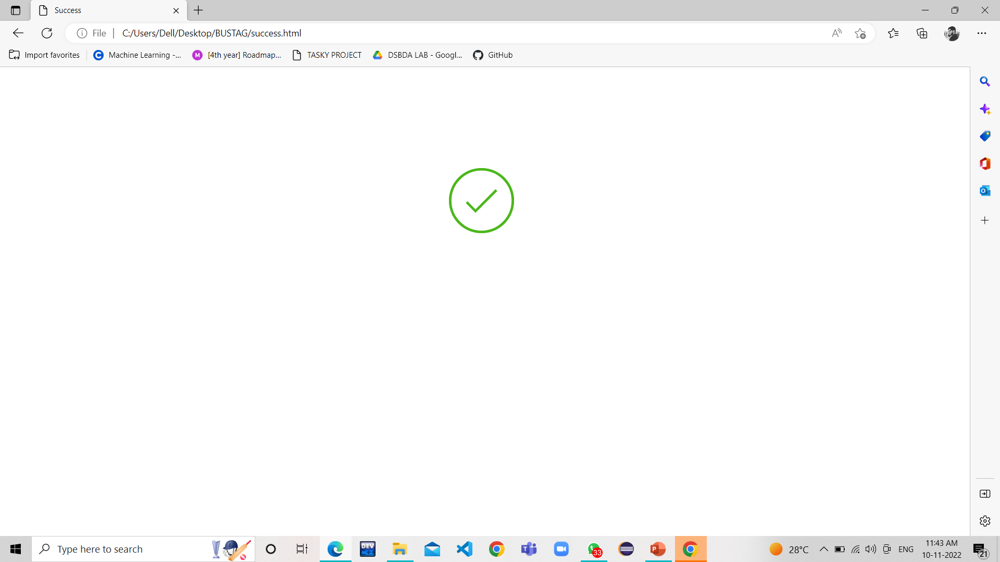 Success
File
C:/Users/Dell/Desktop/BUSTAG/success.html
A
Import favorites
C
Machine Learning -...
M
[4th year] Roadmap...
TASKY PROJECT
DSBDA LAB - Googl...
GitHub
O
Type here to search
DEV
C++
T
33
P
28°C
ENG
11:43 AM
10-11-2022
21